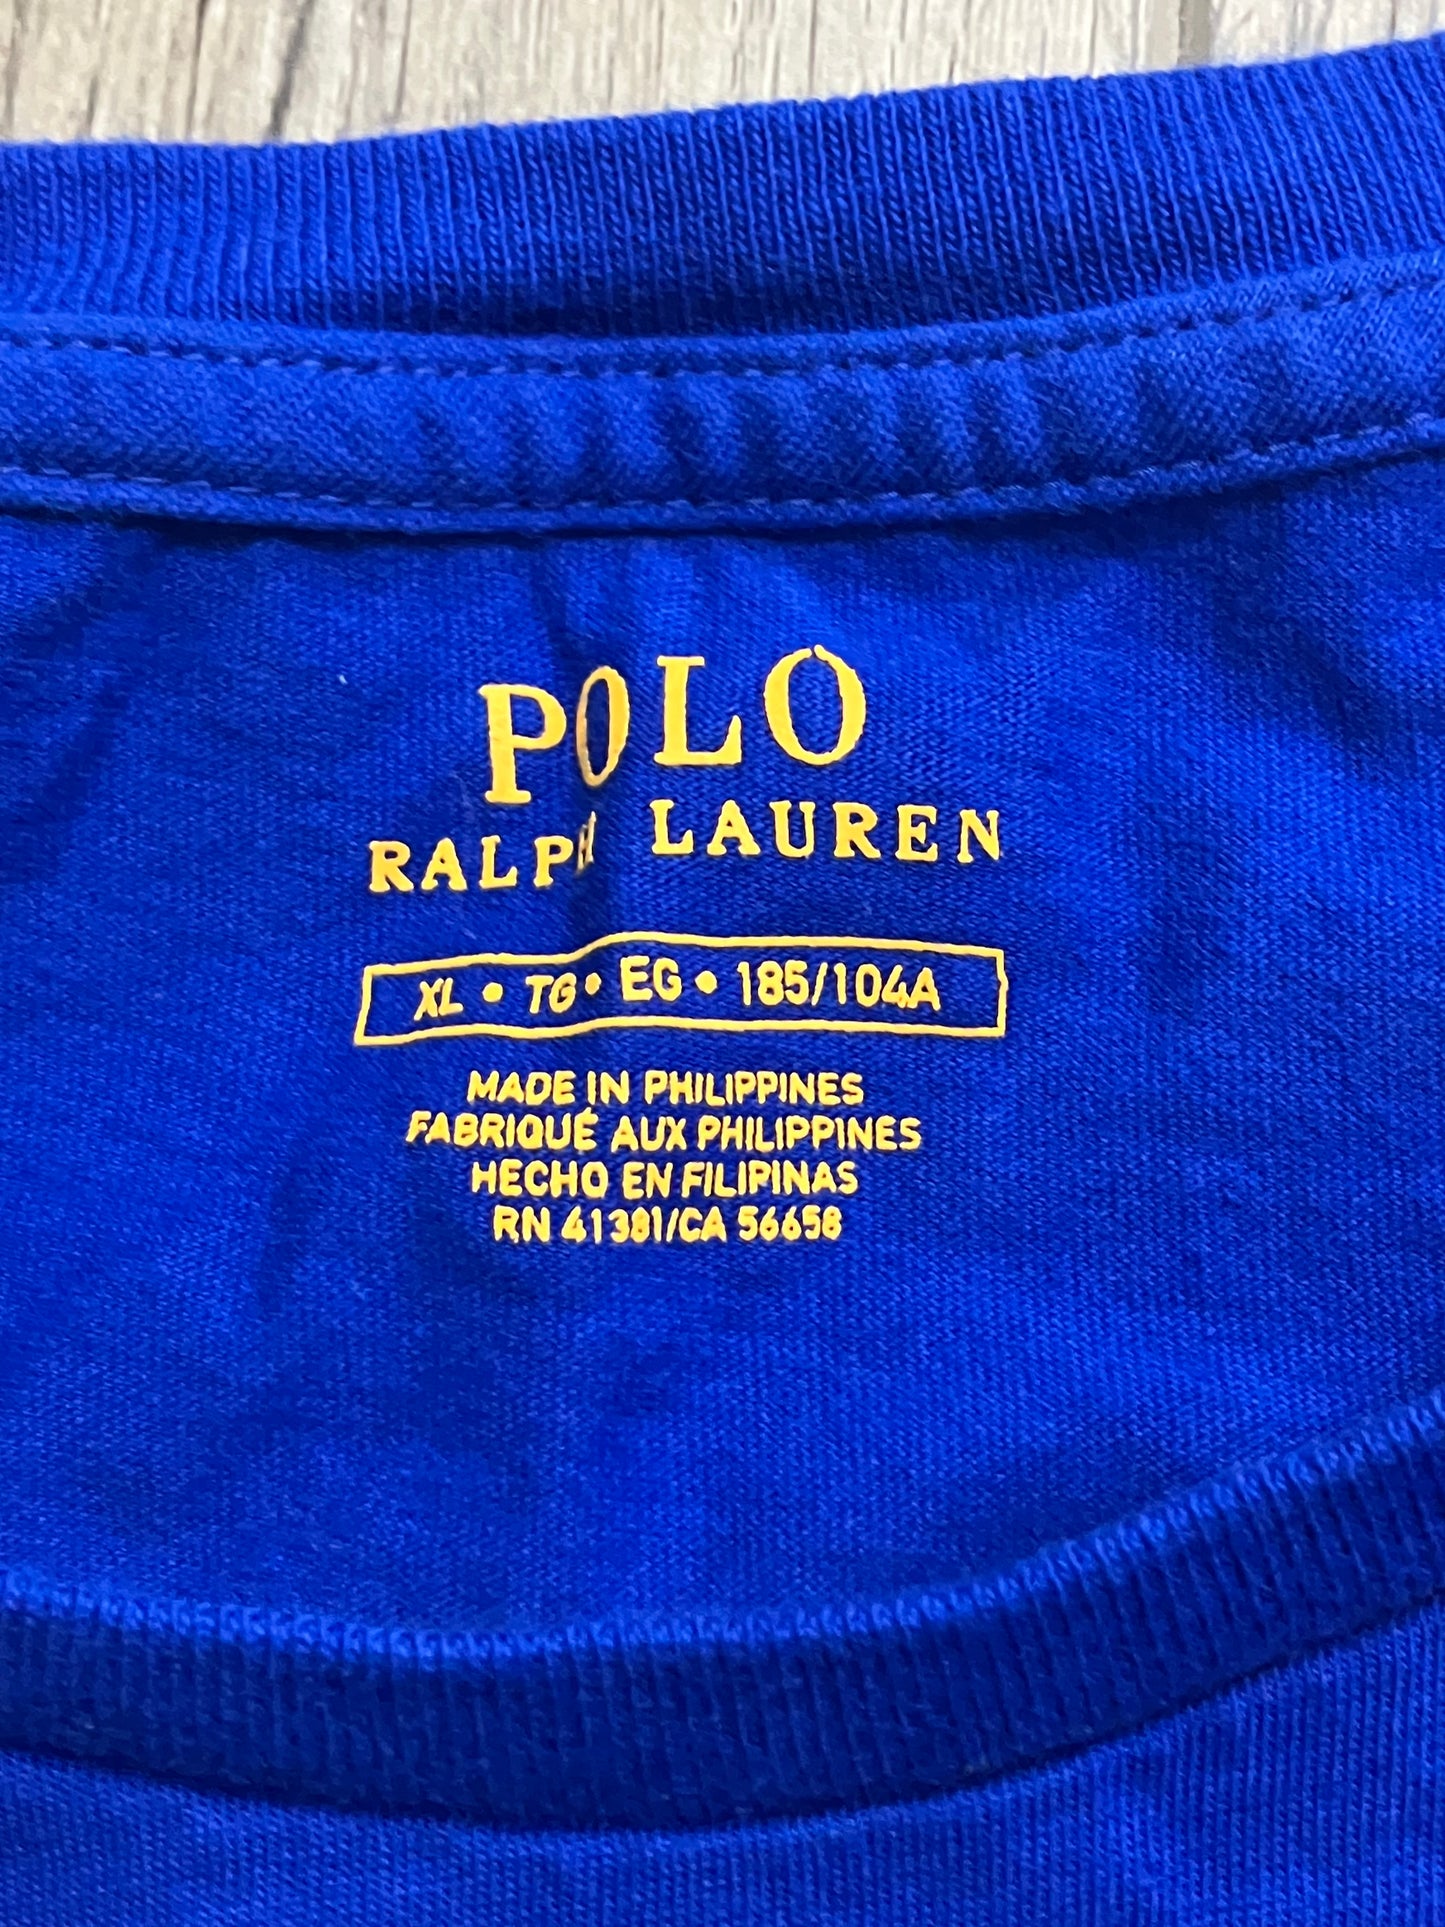 POLO
RALPH LAUREN
XL • TG • EG • 185/104A
MADE IN PHILIPPINES
FABRIQUÉ AUX PHILIPPINES
HECHO EN FILIPINAS
RN 41381/CA 56658